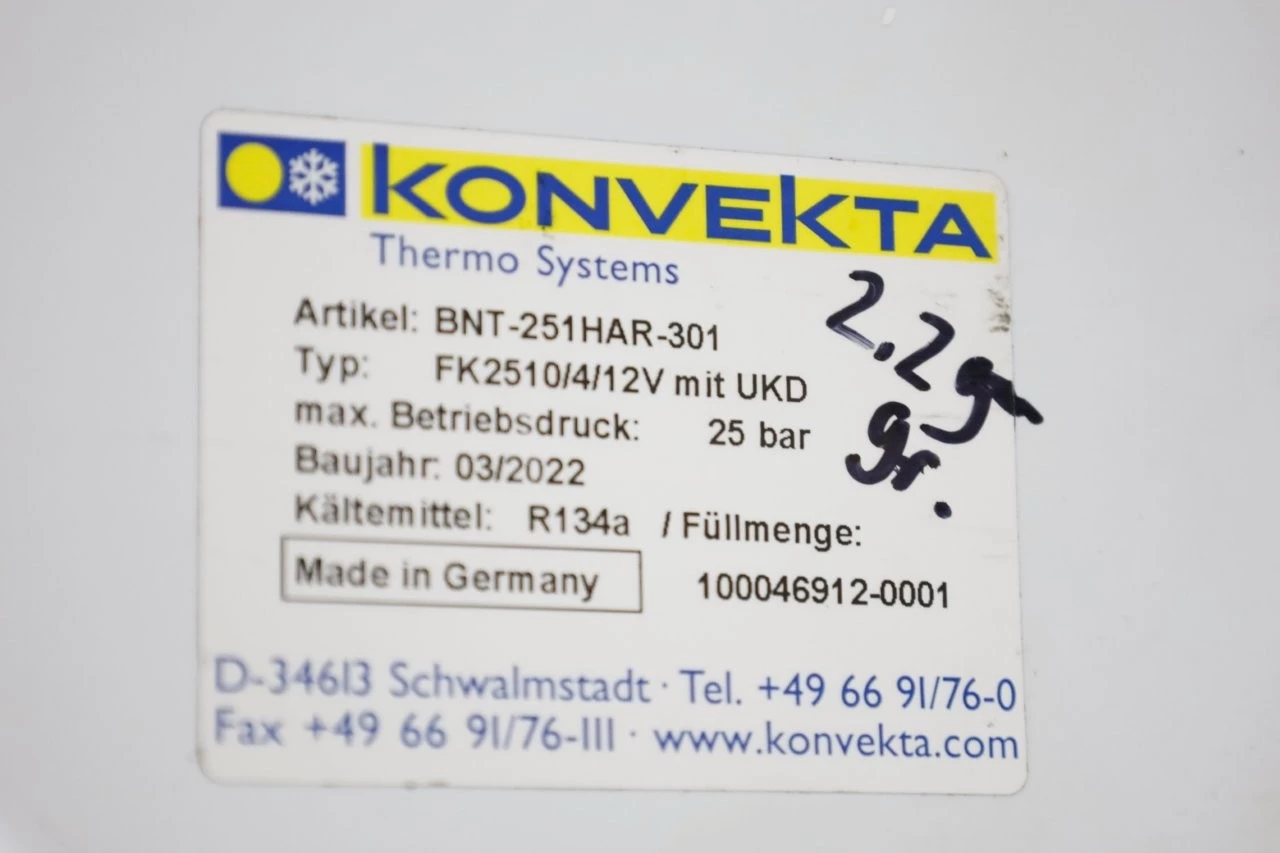 KONVEKTA
Thermo Systems
Artikel: BNT-251HAR-301
Typ: FK2510/4/12V mit UKD
max. Betriebsdruck: 25 bar
Baujahr: 03/2022
Kältemittel: R134a / Füllmenge:
Made in Germany 100046912-0001
D-34613 Schwalmstadt · Tel. +49 66 91/76-0
Fax +49 66 91/76-111 · www.konvekta.com
gr.